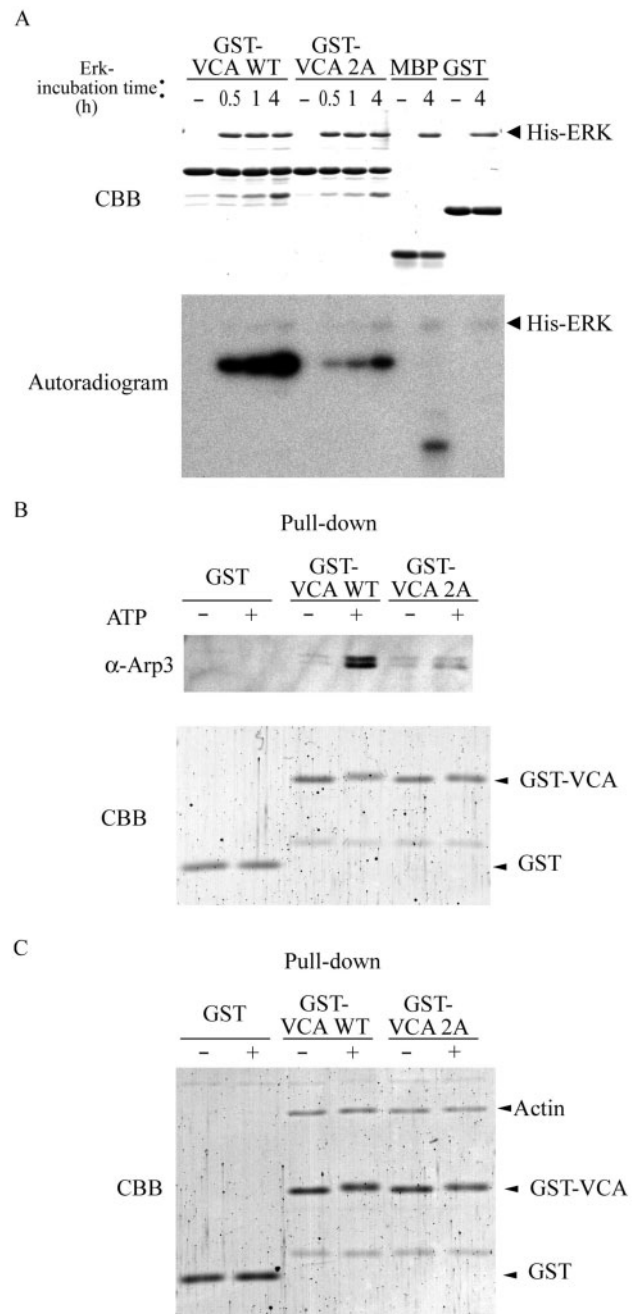 A
GST-
VCA WT
GST-
VCA 2A
MBP GST
Erk-
incubation time :
(h)
– 0.5 1 4 – 0.5 1 4 – 4 – 4
His-ERK
CBB
His-ERK
Autoradiogram
B
Pull-down
GST
GST-
VCA WT
GST-
VCA 2A
ATP – + – + – +
α-Arp3
GST-VCA
CBB
GST
C
Pull-down
GST
GST-
VCA WT
GST-
VCA 2A
– + – + – +
Actin
CBB
GST-VCA
GST